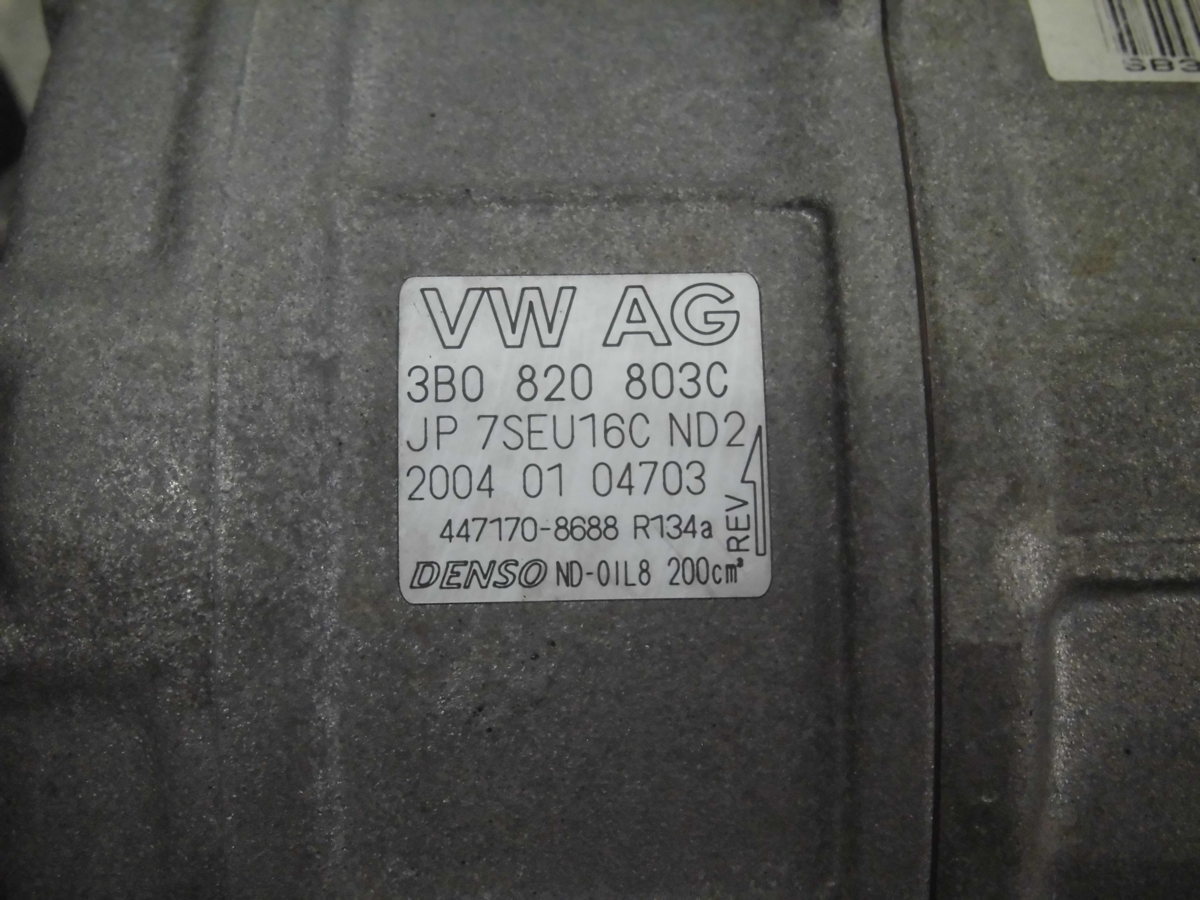 SB3
VW AG
3B0 820 803C
JP 7SEU16C ND2
2004 01 04703
447170-8688 R134a
REV
DENSO ND-OIL8 200cm³